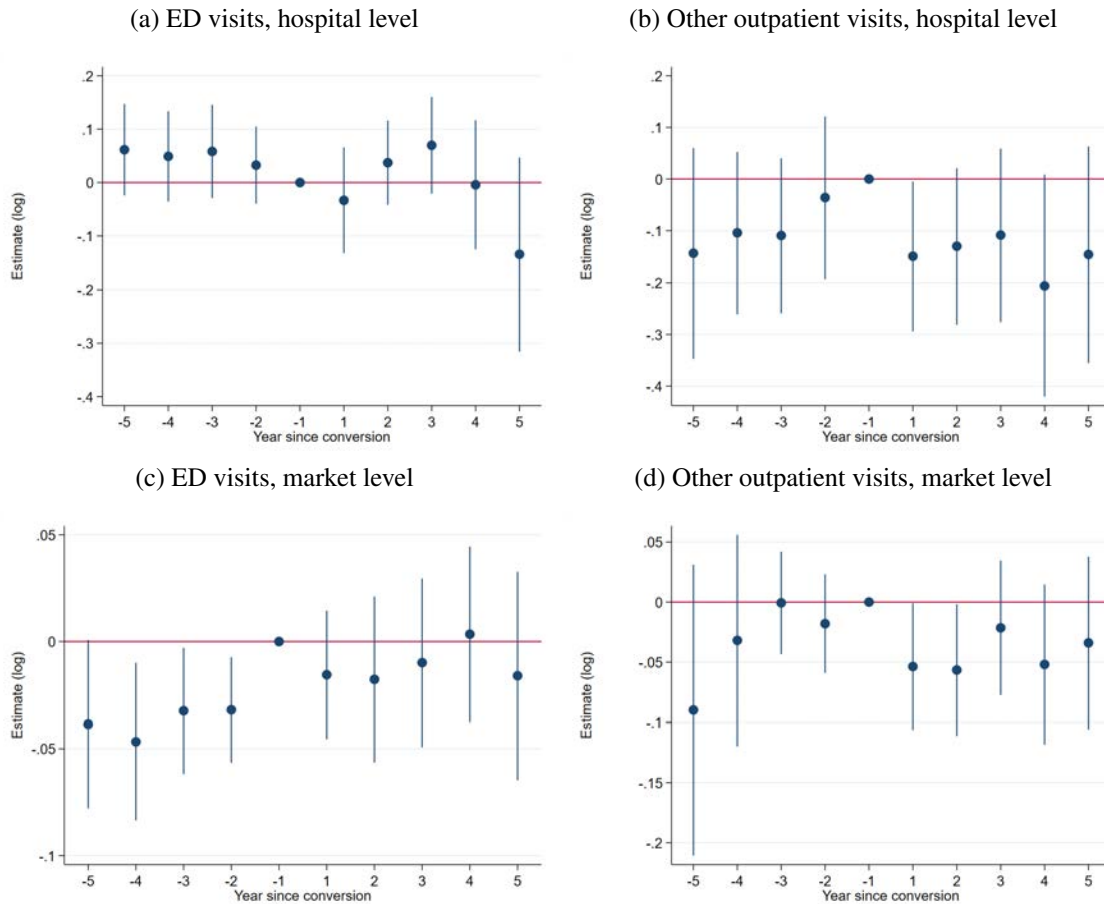 (a) ED visits, hospital level
.2
.1
0
-.1
-.2
-.3
-.4
Estimate (log)
-5 -4 -3 -2 -1 1 2 3 4 5
Year since conversion
(b) Other outpatient visits, hospital level
.2
.1
0
-.1
-.2
-.3
-.4
Estimate (log)
-5 -4 -3 -2 -1 1 2 3 4 5
Year since conversion
(c) ED visits, market level
.05
0
-.05
-.1
Estimate (log)
-5 -4 -3 -2 -1 1 2 3 4 5
Year since conversion
(d) Other outpatient visits, market level
.05
0
-.05
-.1
-.15
-.2
Estimate (log)
-5 -4 -3 -2 -1 1 2 3 4 5
Year since conversion